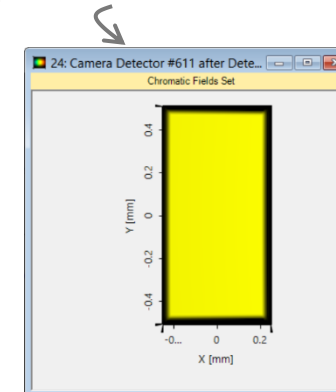 24: Camera Detector #611 after Dete...
Chromatic Fields Set
0.4
0.2
0
-0.2
-0.4
Y [mm]
-0... 0 0.2
X [mm]